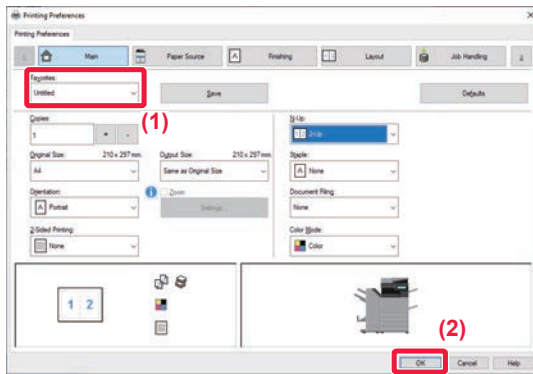 Printing Preferences
Printing Preferences
Main Paper Source Finishing Layout Job Handling
Favorites:
Untitled Save Defaults
(1)
Copies: N-Up:
1 + - 1 2 2-Up
Original Size: 210 x 297 mm. Output Size: 210 x 297 mm. Staple:
A4 Same as Original Size None
Orientation: Zoom Document Filing:
A Portrait Settings... None
2-Sided Printing: Color Mode:
None Color
1 2
(2)
OK Cancel Help